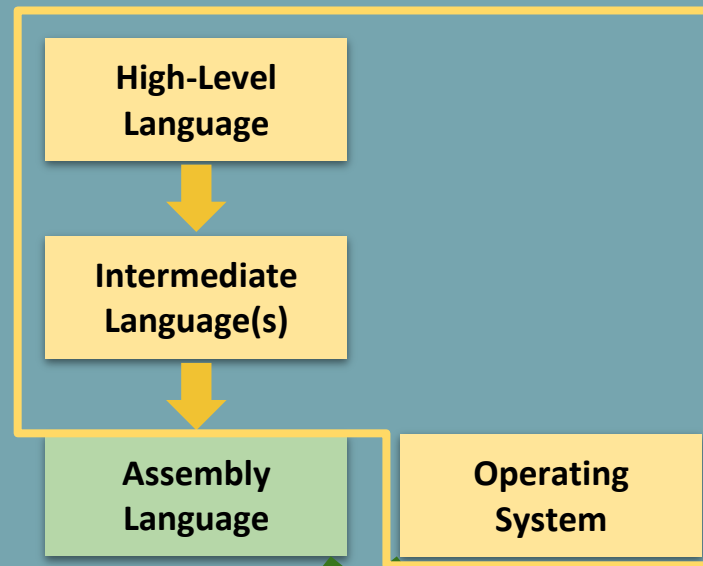 High-Level
Language
Intermediate
Language(s)
Assembly
Language
Operating
System